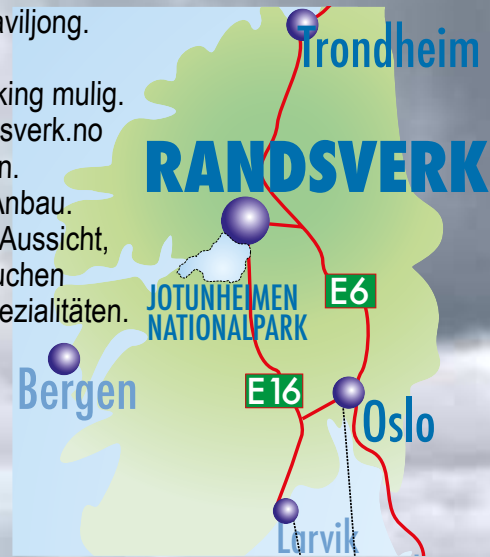 aviljong.
king mulig.
sverk.no
n.
Anbau.
Aussicht,
uchen
ezialitäten.
Trondheim
RANDSVERK
JOTUNHEIMEN
NATIONALPARK
E6
Bergen
E16
Oslo
Larvik